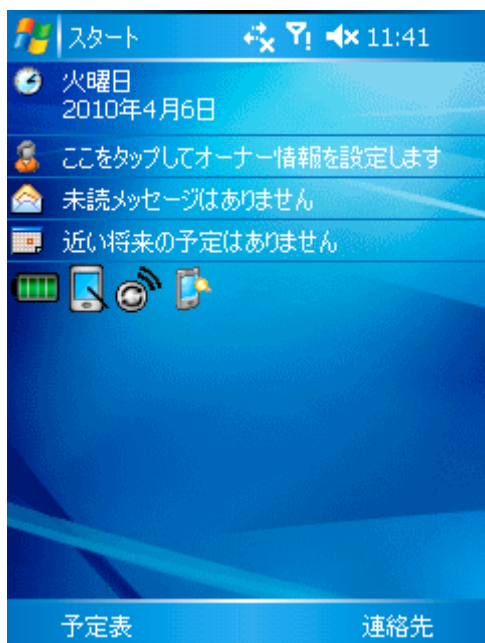 スタート 11:41
火曜日
2010年4月6日
ここをタップしてオーナー情報を設定します
未読メッセージはありません
近い将来の予定はありません
予定表 連絡先